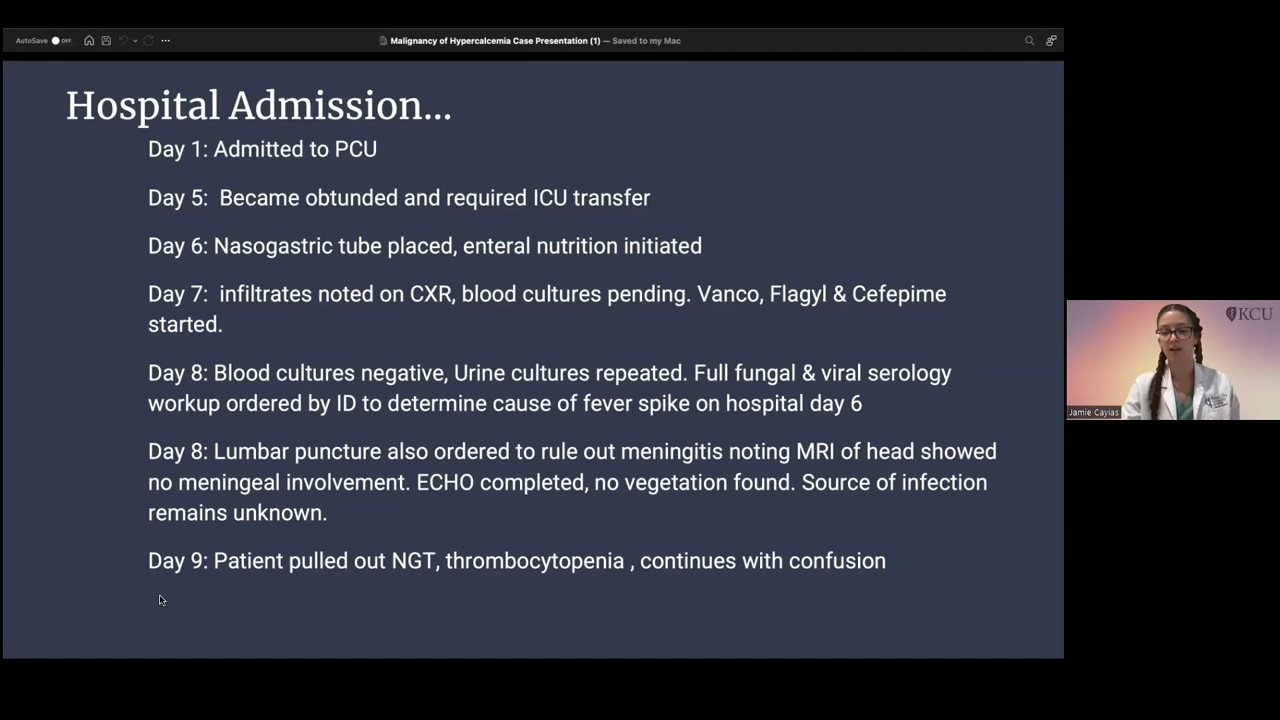 AutoSave OFF
Malignancy of Hypercalcemia Case Presentation (1) — Saved to my Mac
Hospital Admission...
Day 1: Admitted to PCU
Day 5:  Became obtunded and required ICU transfer
Day 6: Nasogastric tube placed, enteral nutrition initiated
Day 7:  infiltrates noted on CXR, blood cultures pending. Vanco, Flagyl & Cefepime
started.
Day 8: Blood cultures negative, Urine cultures repeated. Full fungal & viral serology
workup ordered by ID to determine cause of fever spike on hospital day 6
Day 8: Lumbar puncture also ordered to rule out meningitis noting MRI of head showed
no meningeal involvement. ECHO completed, no vegetation found. Source of infection
remains unknown.
Day 9: Patient pulled out NGT, thrombocytopenia , continues with confusion
KCU
Jamie Cayias